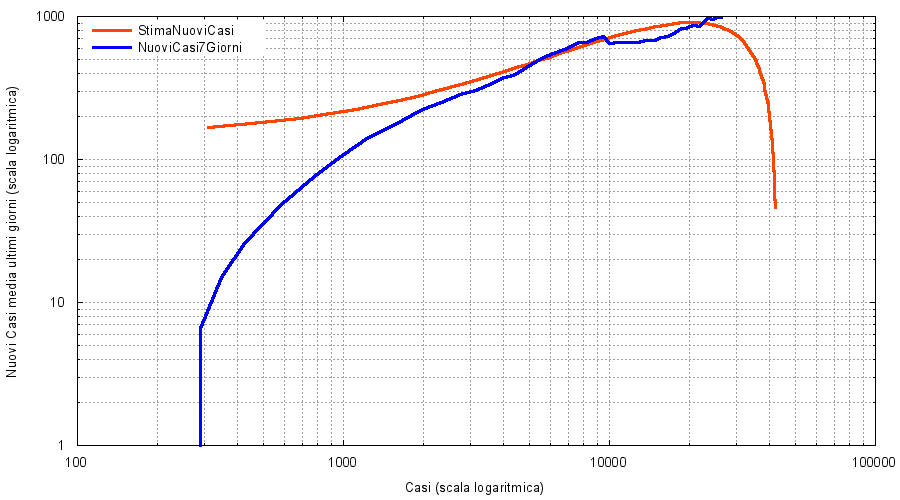 StimaNuoviCasi
NuoviCasi7Giorni
1000
100
10
1
100
1000
10000
100000
Nuovi Casi media ultimi giorni (scala logaritmica)
Casi (scala logaritmica)